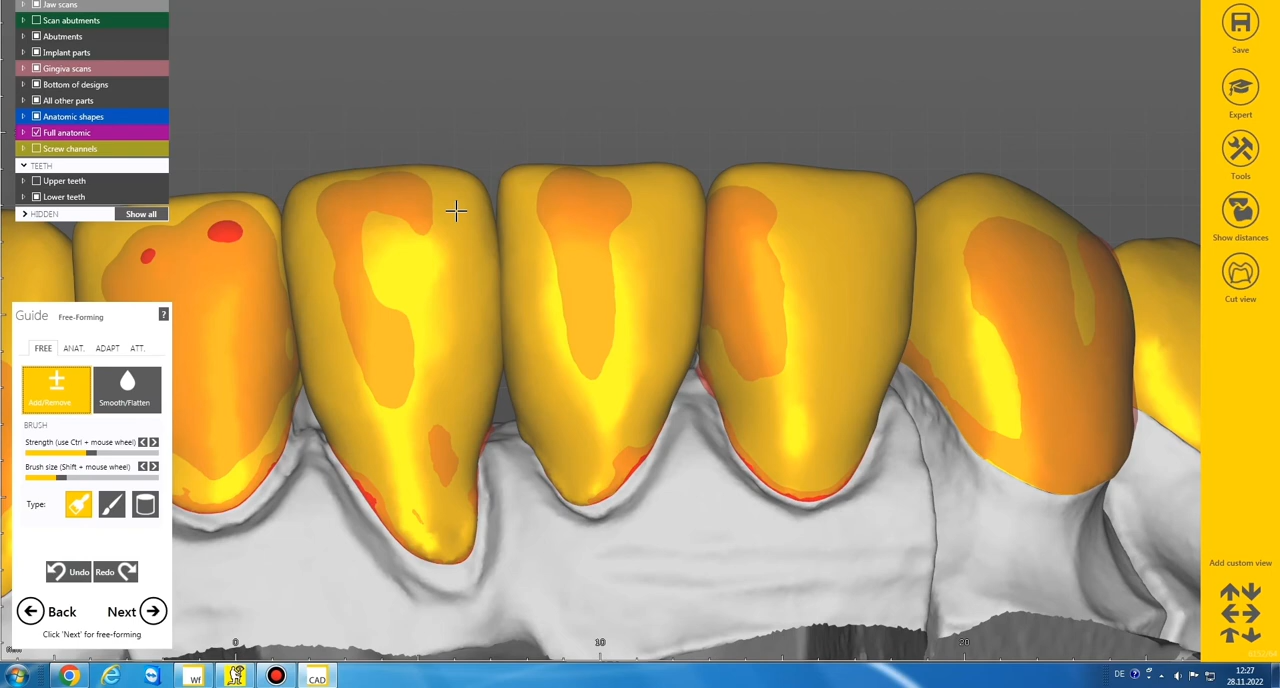 Jaw scans
Scan abutments
Abutments
Implant parts
Gingiva scans
Bottom of designs
All other parts
Anatomic shapes
Full anatomic
Screw channels
TEETH
Upper teeth
Lower teeth
HIDDEN Show all
Guide Free-Forming ?
FREE ANAT. ADAPT ATT.
Add/Remove Smooth/Flatten
BRUSH
Strength (use Ctrl + mouse wheel)
Brush size (Shift + mouse wheel)
Type:
Undo Redo
Back Next
Click 'Next' for free-forming
0 10 20
Save
Expert
Tools
Show distances
Cut view
Add custom view
Wf CAD
DE 12:27
28.11.2022